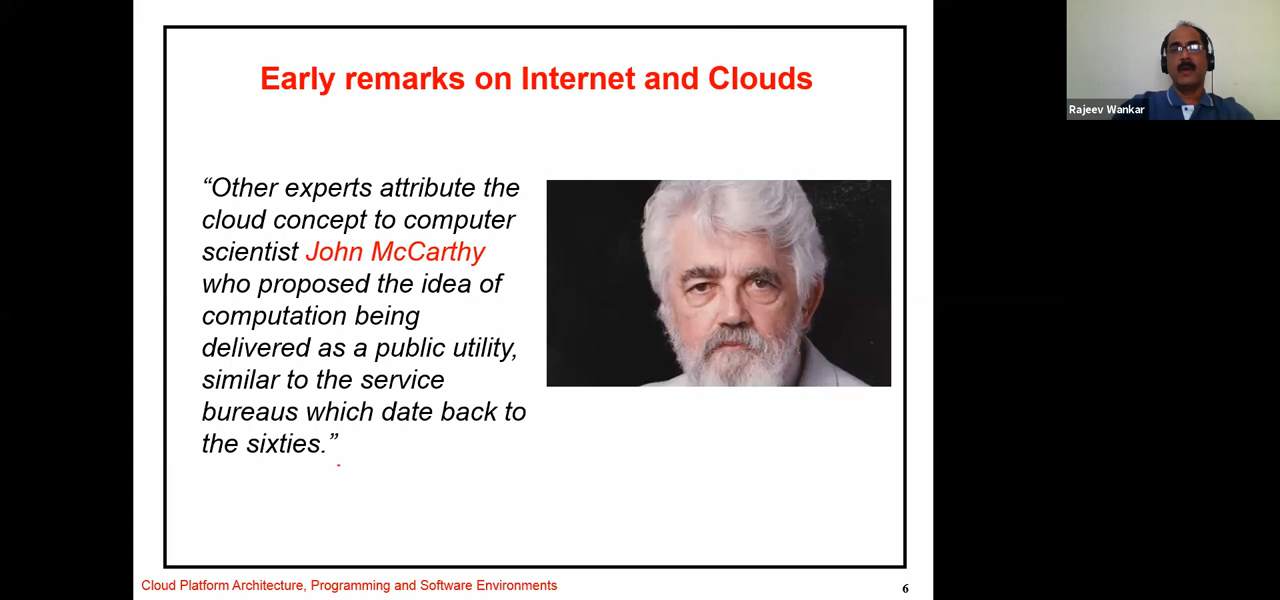 Early remarks on Internet and Clouds
“Other experts attribute the
cloud concept to computer
scientist John McCarthy
who proposed the idea of
computation being
delivered as a public utility,
similar to the service
bureaus which date back to
the sixties.”
Cloud Platform Architecture, Programming and Software Environments
6
Rajeev Wankar